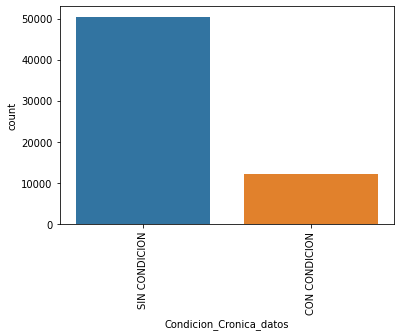 50000
40000
30000
20000
10000
0
count
SIN CONDICION
CON CONDICION
Condicion_Cronica_datos